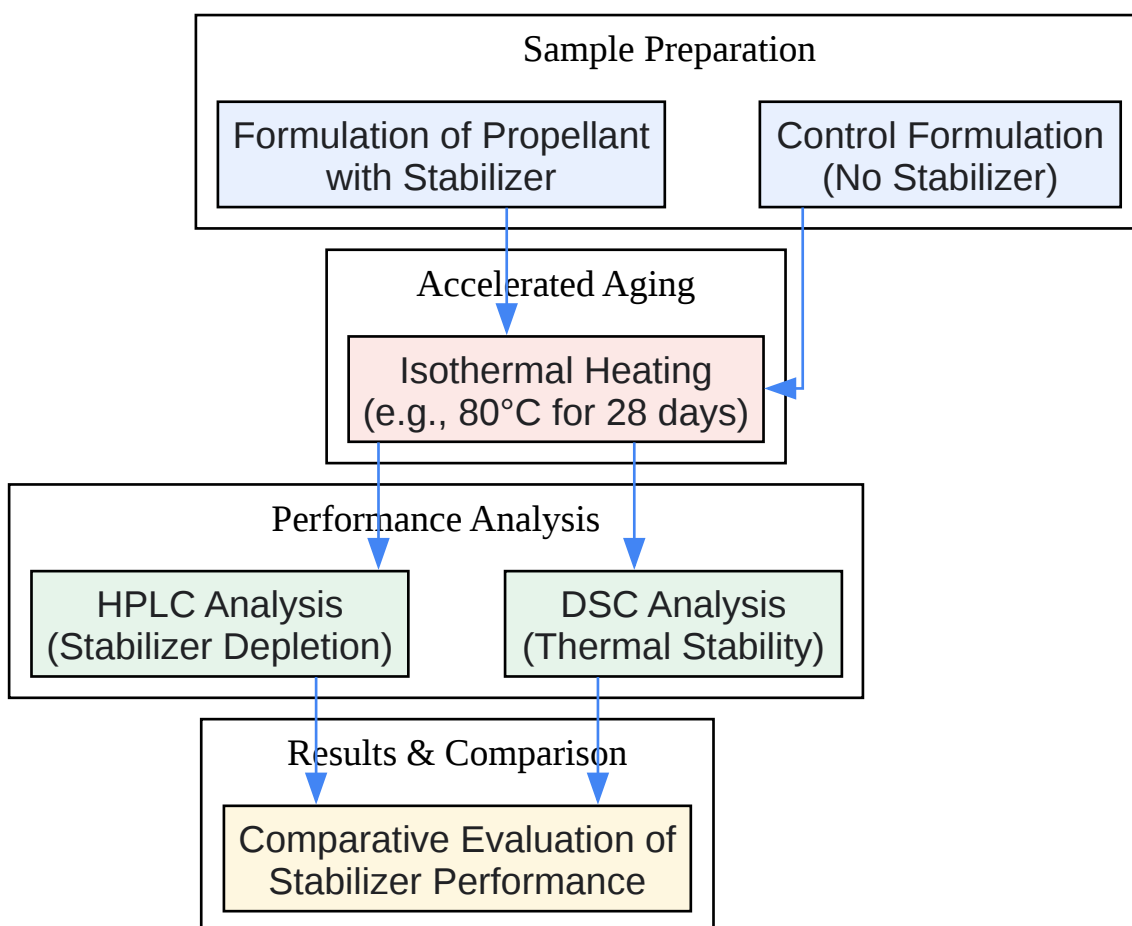 Sample Preparation
Formulation of Propellant
with Stabilizer
Control Formulation
(No Stabilizer)
Accelerated Aging
Isothermal Heating
(e.g., 80°C for 28 days)
Performance Analysis
HPLC Analysis
(Stabilizer Depletion)
DSC Analysis
(Thermal Stability)
Results & Comparison
Comparative Evaluation of
Stabilizer Performance